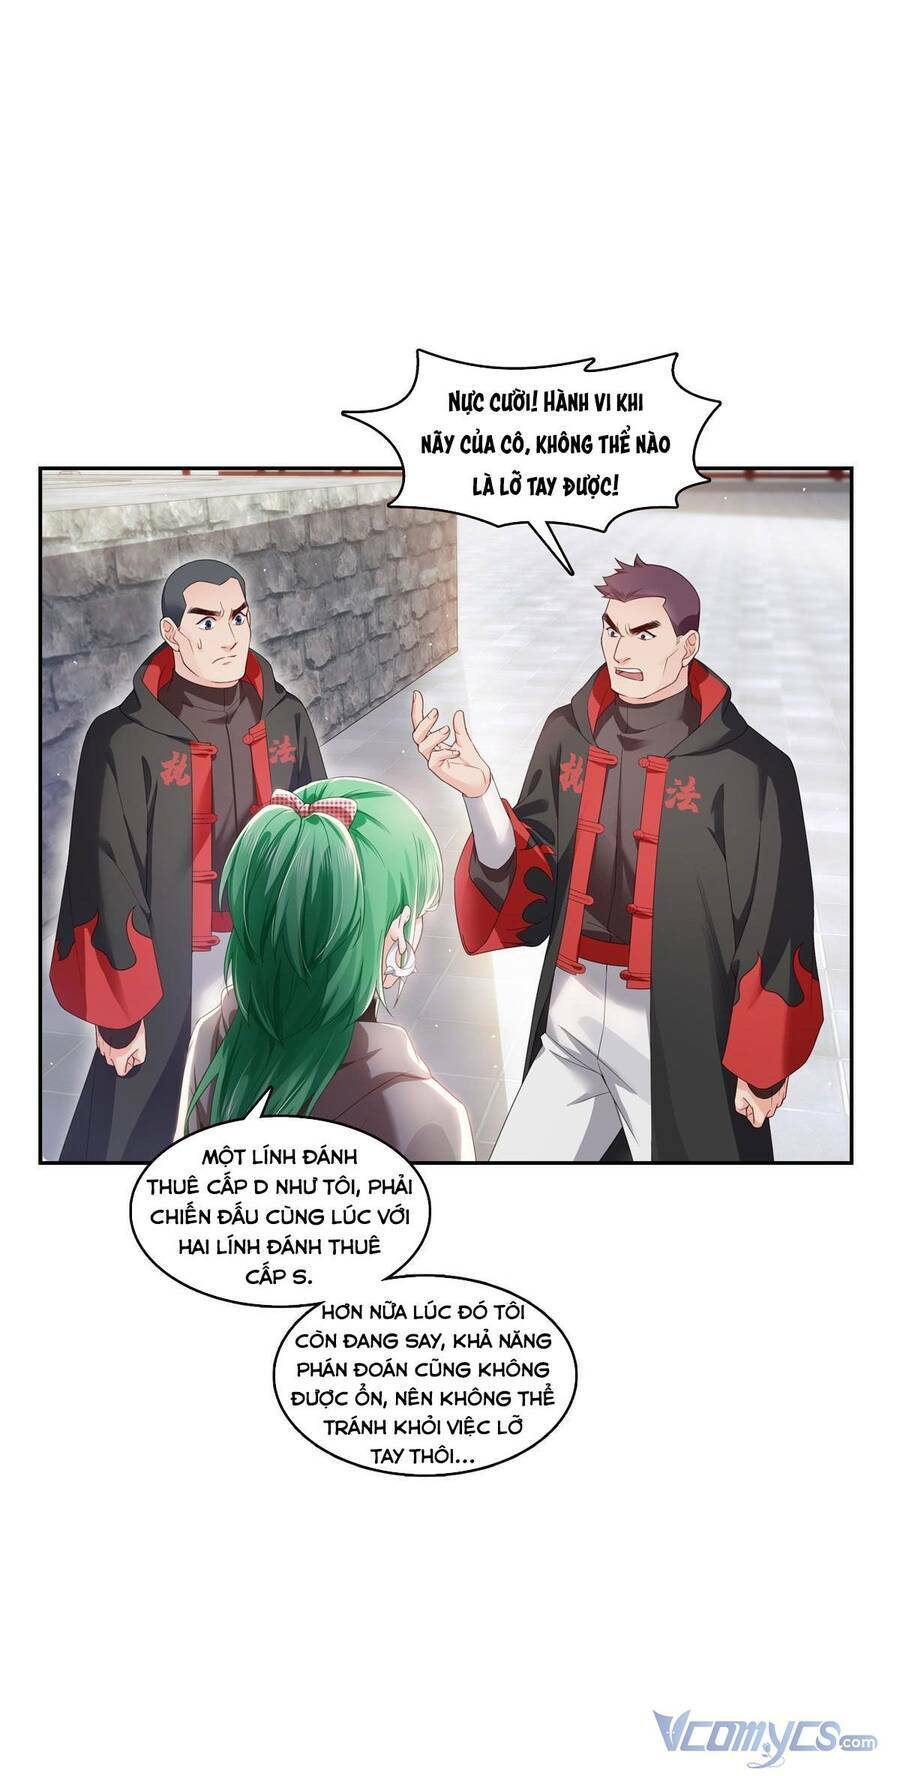 NỰC CƯỜI! HÀNH VI KHI
NÃY CỦA CÔ, KHÔNG THỂ NÀO
LÀ LỠ TAY ĐƯỢC!
执 法
执 法
MỘT LÍNH ĐÁNH
THUÊ CẤP D NHƯ TÔI, PHẢI
CHIẾN ĐẤU CÙNG LÚC VỚI
HAI LÍNH ĐÁNH THUÊ
CẤP S.
HƠN NỮA LÚC ĐÓ TÔI
CÒN ĐANG SAY, KHẢ NĂNG
PHÁN ĐOÁN CŨNG KHÔNG
ĐƯỢC ỔN, NÊN KHÔNG THỂ
TRÁNH KHỎI VIỆC LỠ
TAY THÔI...
VCOMYCS.com